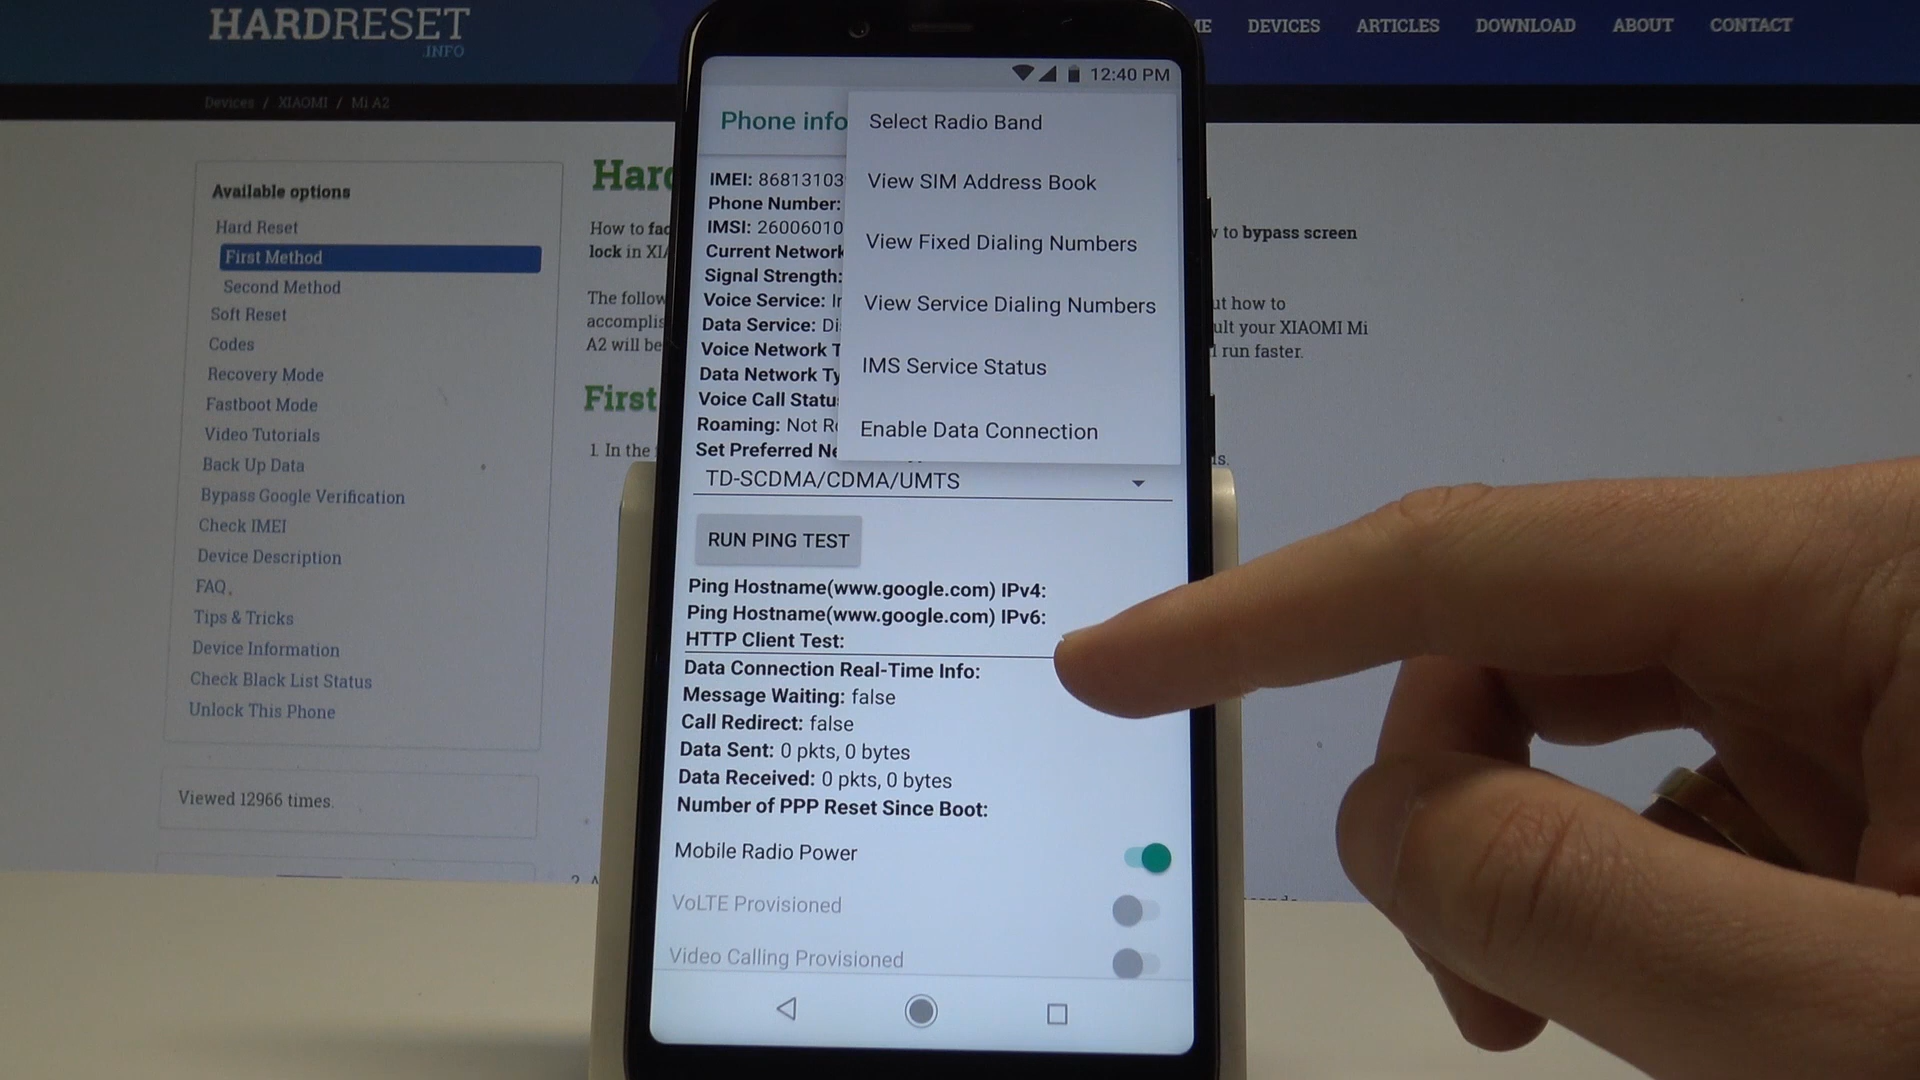 HARDRESET
.INFO
DEVICES
ARTICLES
DOWNLOAD
ABOUT
CONTACT
Devices / XIAOMI / Mi A2
Available options
Hard Reset
First Method
Second Method
Soft Reset
Codes
Recovery Mode
Fastboot Mode
Video Tutorials
Back Up Data
Bypass Google Verification
Check IMEI
Device Description
FAQ
Tips & Tricks
Device Information
Check Black List Status
Unlock This Phone
Viewed 12966 times.
How to
lock in
The
A2 will be
First
1. In the
to bypass screen
how to
your XIAOMI Mi
run faster.
12:40 PM
Phone info
IMEI: 86813103
Phone Number:
IMSI: 26006010
Current Network
Signal Strength:
Voice Service:
Data Service:
Voice Network
Data Network
Voice Call
Roaming: Not
Set Preferred
Select Radio Band
View SIM Address Book
View Fixed Dialing Numbers
View Service Dialing Numbers
IMS Service Status
Enable Data Connection
TD-SCDMA/CDMA/UMTS
RUN PING TEST
Ping Hostname(www.google.com) IPv4:
Ping Hostname(www.google.com) IPv6:
HTTP Client Test:
Data Connection Real-Time Info:
Message Waiting: false
Call Redirect: false
Data Sent: 0 pkts, 0 bytes
Data Received: 0 pkts, 0 bytes
Number of PPP Reset Since Boot:
Mobile Radio Power
VoLTE Provisioned
Video Calling Provisioned